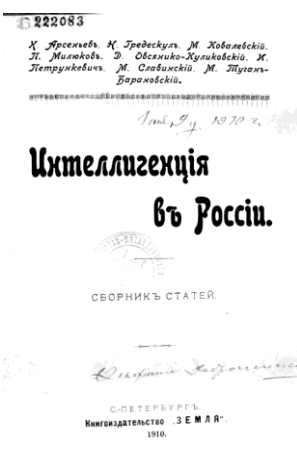 222083
К. Арсеньевъ. Н. Гредескулъ. М. Ковалевскій.
П. Милюковъ. Д. Овсянико-Куликовскій. И.
Петрункевичъ. М. Славинскій. М. Туганъ-
Барановскій.
1910 г.
Интеллигенція
въ Россіи.
СБОРНИКЪ СТАТЕЙ.
С.-ПЕТЕРБУРГЪ.
Книгоиздательство „ЗЕМЛЯ“.
1910.